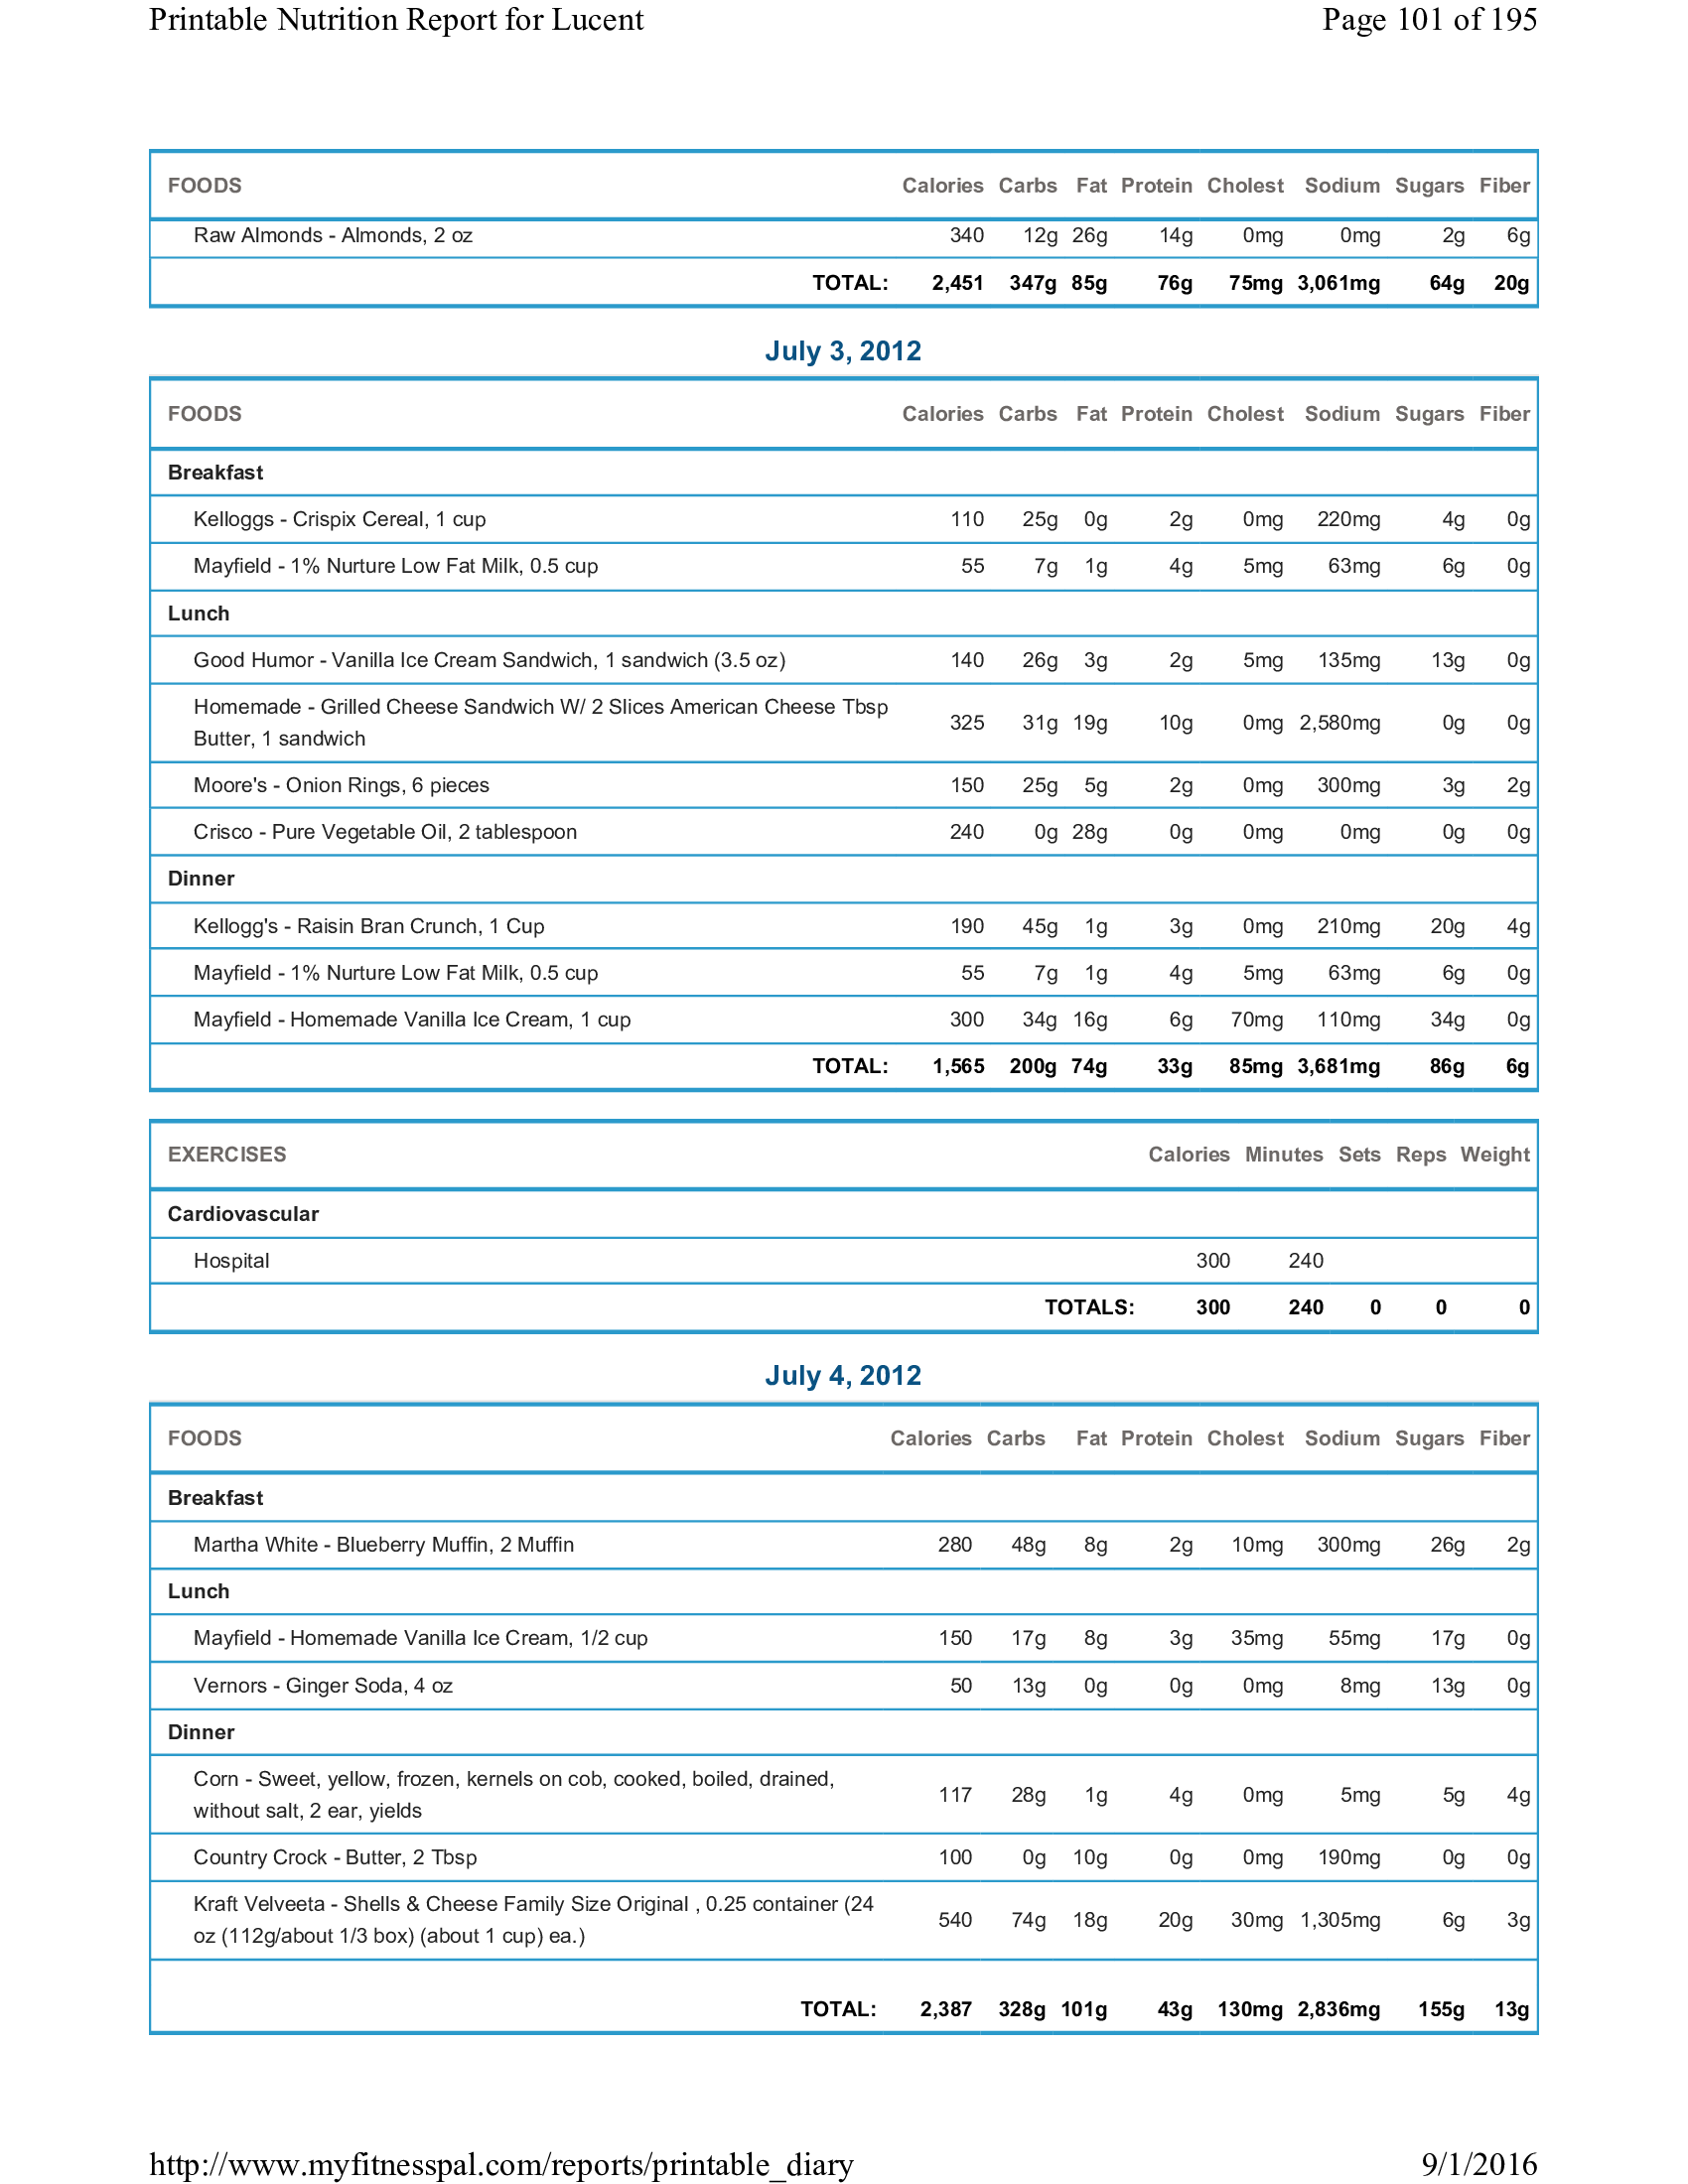 Printable Nutrition Report for Lucent Page 101 of 195
FOODS Calories Carbs Fat Protein Cholest Sodium Sugars Fiber
Raw Almonds - Almonds, 2 oz 340 12g 26g 14g 0mg 0mg 2g 6g
TOTAL: 2,451 347g 85g 76g 75mg 3,061mg 64g 20g
July 3, 2012
FOODS Calories Carbs Fat Protein Cholest Sodium Sugars Fiber
Breakfast
Kelloggs - Crispix Cereal, 1 cup 110 25g 0g 2g 0mg 220mg 4g 0g
Mayfield - 1% Nurture Low Fat Milk, 0.5 cup 55 7g 1g 4g 5mg 63mg 6g 0g
Lunch
Good Humor - Vanilla Ice Cream Sandwich, 1 sandwich (3.5 oz) 140 26g 3g 2g 5mg 135mg 13g 0g
Homemade - Grilled Cheese Sandwich W/ 2 Slices American Cheese Tbsp
Butter, 1 sandwich 325 31g 19g 10g 0mg 2,580mg 0g 0g
Moore's - Onion Rings, 6 pieces 150 25g 5g 2g 0mg 300mg 3g 2g
Crisco - Pure Vegetable Oil, 2 tablespoon 240 0g 28g 0g 0mg 0mg 0g 0g
Dinner
Kellogg's - Raisin Bran Crunch, 1 Cup 190 45g 1g 3g 0mg 210mg 20g 4g
Mayfield - 1% Nurture Low Fat Milk, 0.5 cup 55 7g 1g 4g 5mg 63mg 6g 0g
Mayfield - Homemade Vanilla Ice Cream, 1 cup 300 34g 16g 6g 70mg 110mg 34g 0g
TOTAL: 1,565 200g 74g 33g 85mg 3,681mg 86g 6g
EXERCISES Calories Minutes Sets Reps Weight
Cardiovascular
Hospital 300 240
TOTALS: 300 240 0 0 0
July 4, 2012
FOODS Calories Carbs Fat Protein Cholest Sodium Sugars Fiber
Breakfast
Martha White - Blueberry Muffin, 2 Muffin 280 48g 8g 2g 10mg 300mg 26g 2g
Lunch
Mayfield - Homemade Vanilla Ice Cream, 1/2 cup 150 17g 8g 3g 35mg 55mg 17g 0g
Vernors - Ginger Soda, 4 oz 50 13g 0g 0g 0mg 8mg 13g 0g
Dinner
Corn - Sweet, yellow, frozen, kernels on cob, cooked, boiled, drained,
without salt, 2 ear, yields 117 28g 1g 4g 0mg 5mg 5g 4g
Country Crock - Butter, 2 Tbsp 100 0g 10g 0g 0mg 190mg 0g 0g
Kraft Velveeta - Shells & Cheese Family Size Original , 0.25 container (24
oz (112g/about 1/3 box) (about 1 cup) ea.) 540 74g 18g 20g 30mg 1,305mg 6g 3g
TOTAL: 2,387 328g 101g 43g 130mg 2,836mg 155g 13g
http://www.myfitnesspal.com/reports/printable_diary 9/1/2016